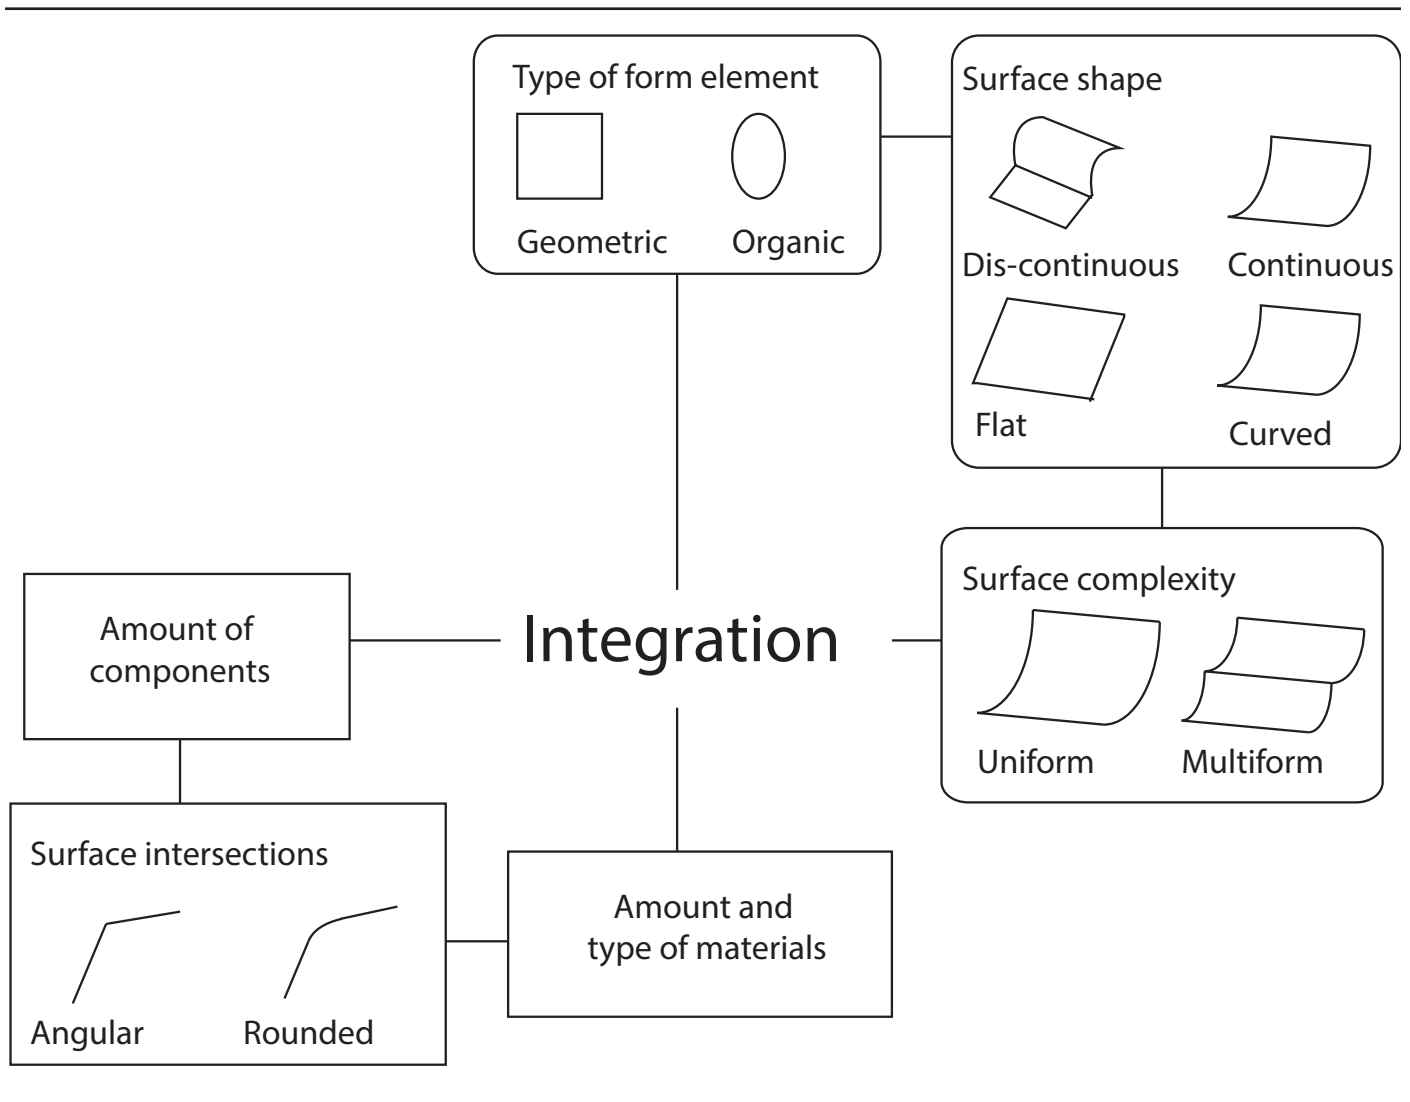 Type of form element
Geometric
Organic
Surface shape
Dis-continuous
Continuous
Flat
Curved
Surface complexity
Uniform
Multiform
Integration
Amount of
components
Surface intersections
Angular
Rounded
Amount and
type of materials